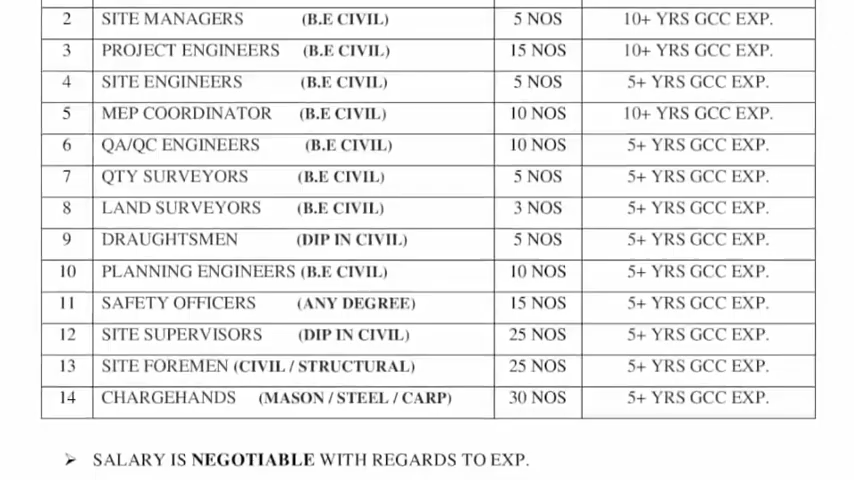 2 SITE MANAGERS (B.E CIVIL) 5 NOS 10+ YRS GCC EXP.
3 PROJECT ENGINEERS (B.E CIVIL) 15 NOS 10+ YRS GCC EXP.
4 SITE ENGINEERS (B.E CIVIL) 5 NOS 5+ YRS GCC EXP.
5 MEP COORDINATOR (B.E CIVIL) 10 NOS 10+ YRS GCC EXP.
6 QA/QC ENGINEERS (B.E CIVIL) 10 NOS 5+ YRS GCC EXP.
7 QTY SURVEYORS (B.E CIVIL) 5 NOS 5+ YRS GCC EXP.
8 LAND SURVEYORS (B.E CIVIL) 3 NOS 5+ YRS GCC EXP.
9 DRAUGHTSMEN (DIP IN CIVIL) 5 NOS 5+ YRS GCC EXP.
10 PLANNING ENGINEERS (B.E CIVIL) 10 NOS 5+ YRS GCC EXP.
11 SAFETY OFFICERS (ANY DEGREE) 15 NOS 5+ YRS GCC EXP.
12 SITE SUPERVISORS (DIP IN CIVIL) 25 NOS 5+ YRS GCC EXP.
13 SITE FOREMEN (CIVIL / STRUCTURAL) 25 NOS 5+ YRS GCC EXP.
14 CHARGEHANDS (MASON / STEEL / CARP) 30 NOS 5+ YRS GCC EXP.
➢ SALARY IS NEGOTIABLE WITH REGARDS TO EXP.